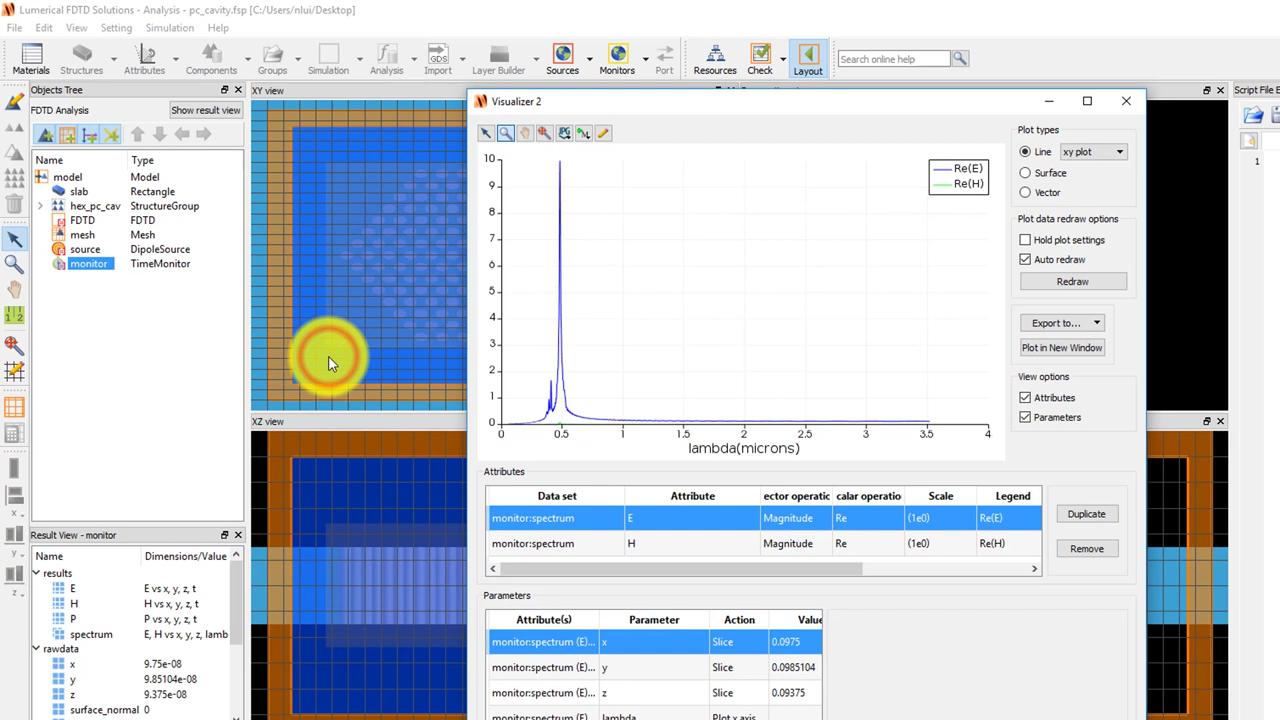 Lumerical FDTD Solutions - Analysis - pc_cavity.fsp [C:/Users/nlui/Desktop]
File Edit View Setting Simulation Help
Materials Structures Attributes Components Groups Simulation Analysis Import Layer Builder Sources Monitors Port Resources Check Layout Search online help
GDS
Objects Tree
FDTD Analysis Show result view
Name Type
model Model
slab Rectangle
hex_pc_cav StructureGroup
FDTD FDTD
mesh Mesh
source DipoleSource
monitor TimeMonitor
Result View - monitor
Name Dimensions/Value
results
E E vs x, y, z, t
H H vs x, y, z, t
P P vs x, y, z, t
spectrum E, H vs x, y, z, lamb
rawdata
x 9.75e-08
y 9.85104e-08
z 9.375e-08
surface_normal 0
XY view
XZ view
Script File E
1
Visualizer 2
10
9
8
7
6
5
4
3
2
1
0
0 0.5 1 1.5 2 2.5 3 3.5 4
lambda(microns)
Re(E)
Re(H)
Plot types
Line xy plot
Surface
Vector
Plot data redraw options
Hold plot settings
Auto redraw
Redraw
Export to...
Plot in New Window
View options
Attributes
Parameters
Attributes
Data set Attribute ector operatic calar operatio Scale Legend
monitor:spectrum E Magnitude Re (1e0) Re(E)
monitor:spectrum H Magnitude Re (1e0) Re(H)
Duplicate
Remove
Parameters
Attribute(s) Parameter Action Valu
monitor:spectrum (E)... x Slice 0.0975
monitor:spectrum (E)... y Slice 0.0985104
monitor:spectrum (E)... z Slice 0.09375
monitor:spectrum (E)... lambda Plot x axis